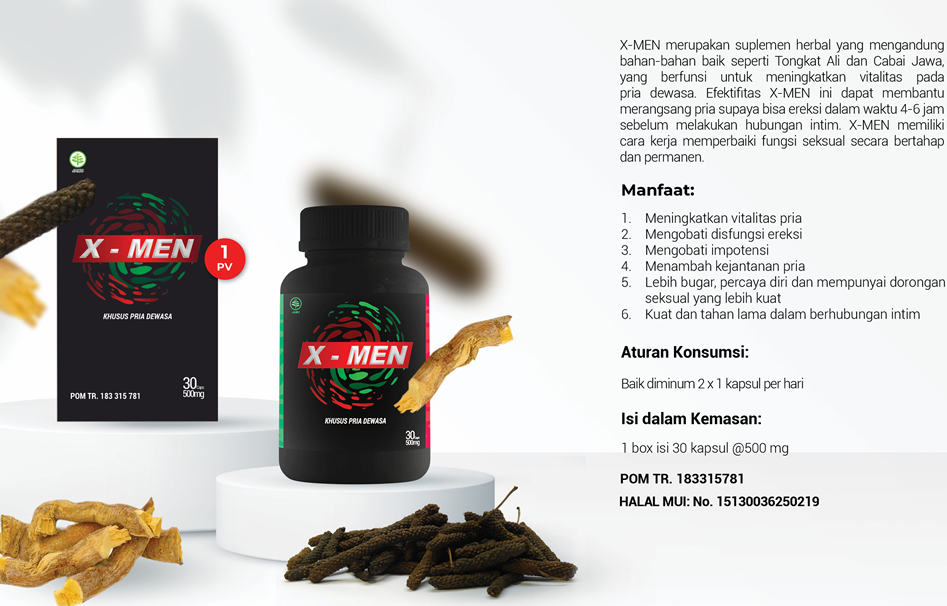 X - MEN
KHUSUS PRIA DEWASA
POM TR. 183 315 781
30 Caps
500mg
1
PV
X - MEN
KHUSUS PRIA DEWASA
30 Caps
500mg
X-MEN merupakan suplemen herbal yang mengandung
bahan-bahan baik seperti Tongkat Ali dan Cabai Jawa,
yang berfunsi untuk meningkatkan vitalitas pada
pria dewasa. Efektifitas X-MEN ini dapat membantu
merangsang pria supaya bisa ereksi dalam waktu 4-6 jam
sebelum melakukan hubungan intim. X-MEN memiliki
cara kerja memperbaiki fungsi seksual secara bertahap
dan permanen.
Manfaat:
1. Meningkatkan vitalitas pria
2. Mengobati disfungsi ereksi
3. Mengobati impotensi
4. Menambah kejantanan pria
5. Lebih bugar, percaya diri dan mempunyai dorongan
seksual yang lebih kuat
6. Kuat dan tahan lama dalam berhubungan intim
Aturan Konsumsi:
Baik diminum 2 x 1 kapsul per hari
Isi dalam Kemasan:
1 box isi 30 kapsul @500 mg
POM TR. 183315781
HALAL MUI: No. 15130036250219